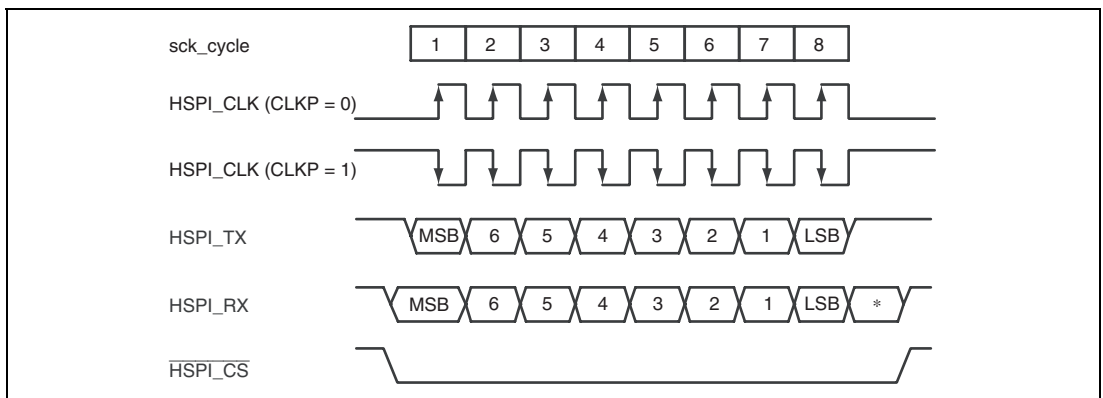 sck_cycle 1 2 3 4 5 6 7 8
HSPI_CLK (CLKP = 0)
HSPI_CLK (CLKP = 1)
HSPI_TX MSB 6 5 4 3 2 1 LSB
HSPI_RX MSB 6 5 4 3 2 1 LSB *
HSPI_CS